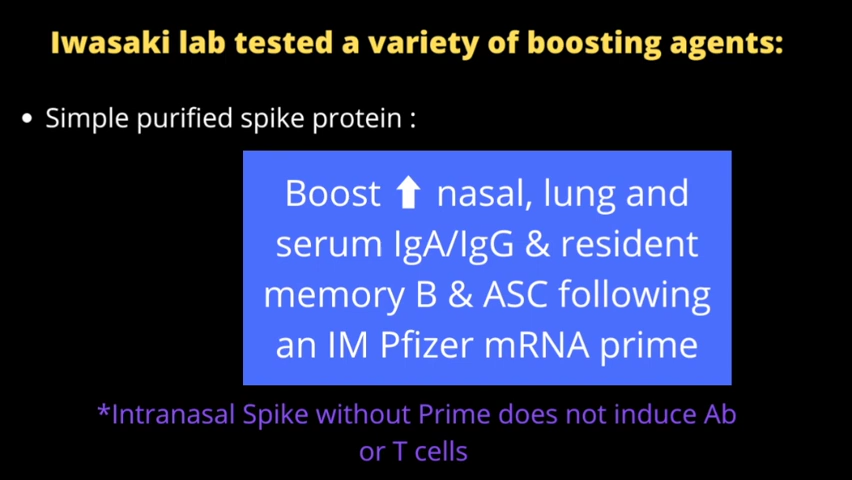 Iwasaki lab tested a variety of boosting agents:
• Simple purified spike protein :
Boost ⬆ nasal, lung and
serum IgA/IgG & resident
memory B & ASC following
an IM Pfizer mRNA prime
*Intranasal Spike without Prime does not induce Ab
or T cells